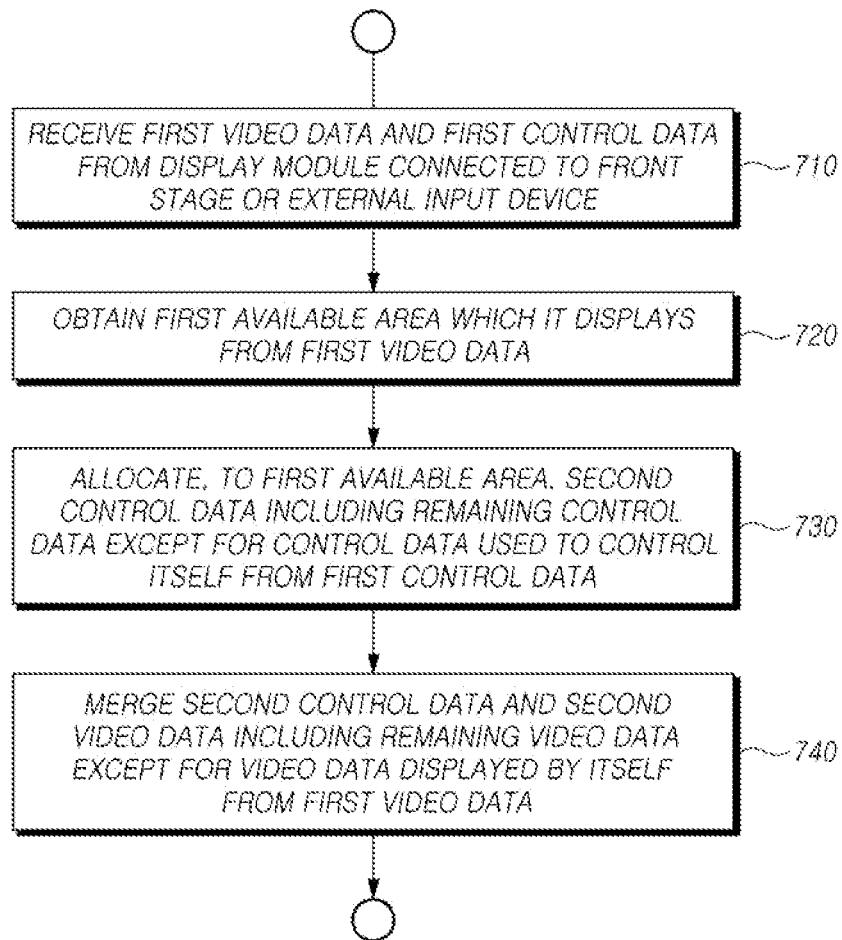 RECEIVE FIRST VIDEO DATA AND FIRST CONTROL DATA
FROM DISPLAY MODULE CONNECTED TO FRONT
STAGE OR EXTERNAL INPUT DEVICE
710
OBTAIN FIRST AVAILABLE AREA WHICH IT DISPLAYS
FROM FIRST VIDEO DATA
720
ALLOCATE, TO FIRST AVAILABLE AREA, SECOND
CONTROL DATA INCLUDING REMAINING CONTROL
DATA EXCEPT FOR CONTROL DATA USED TO CONTROL
ITSELF FROM FIRST CONTROL DATA
730
MERGE SECOND CONTROL DATA AND SECOND
VIDEO DATA INCLUDING REMAINING VIDEO DATA
EXCEPT FOR VIDEO DATA DISPLAYED BY ITSELF
FROM FIRST VIDEO DATA
740